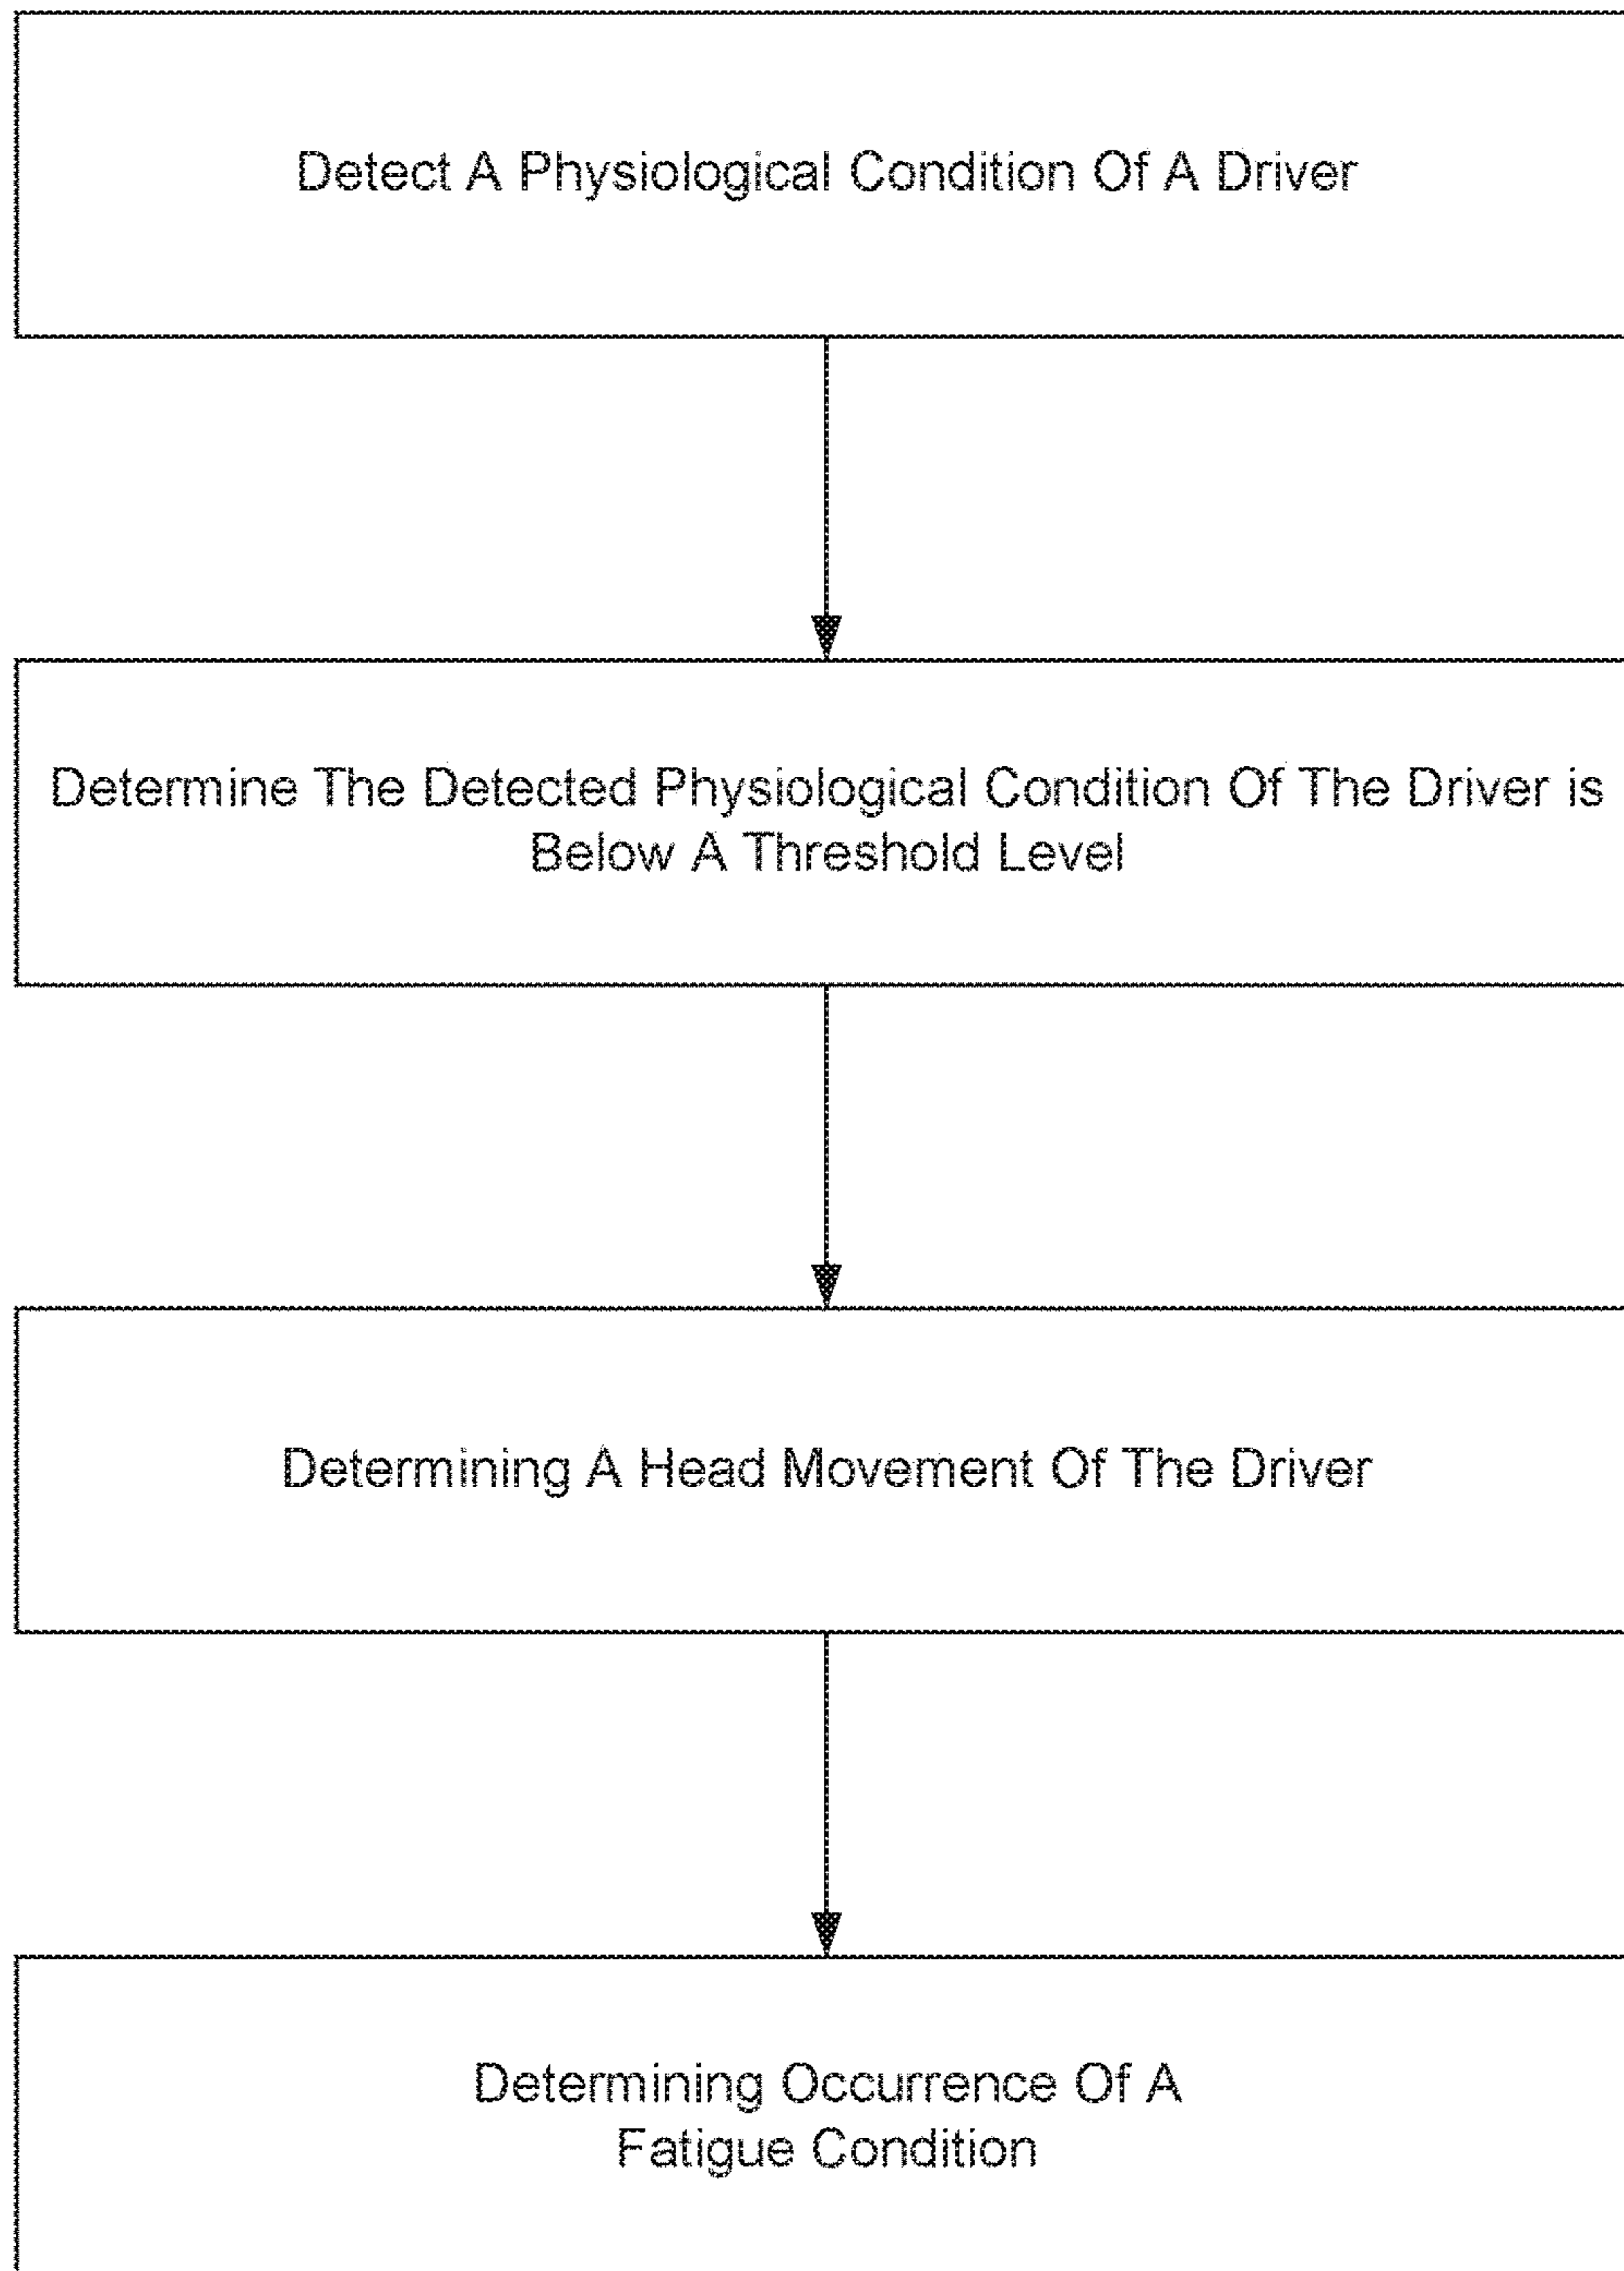 Detect A Physiological Condition Of A Driver
Determine The Detected Physiological Condition Of The Driver is
Below A Threshold Level
Determining A Head Movement Of The Driver
Determining Occurrence Of A
Fatigue Condition